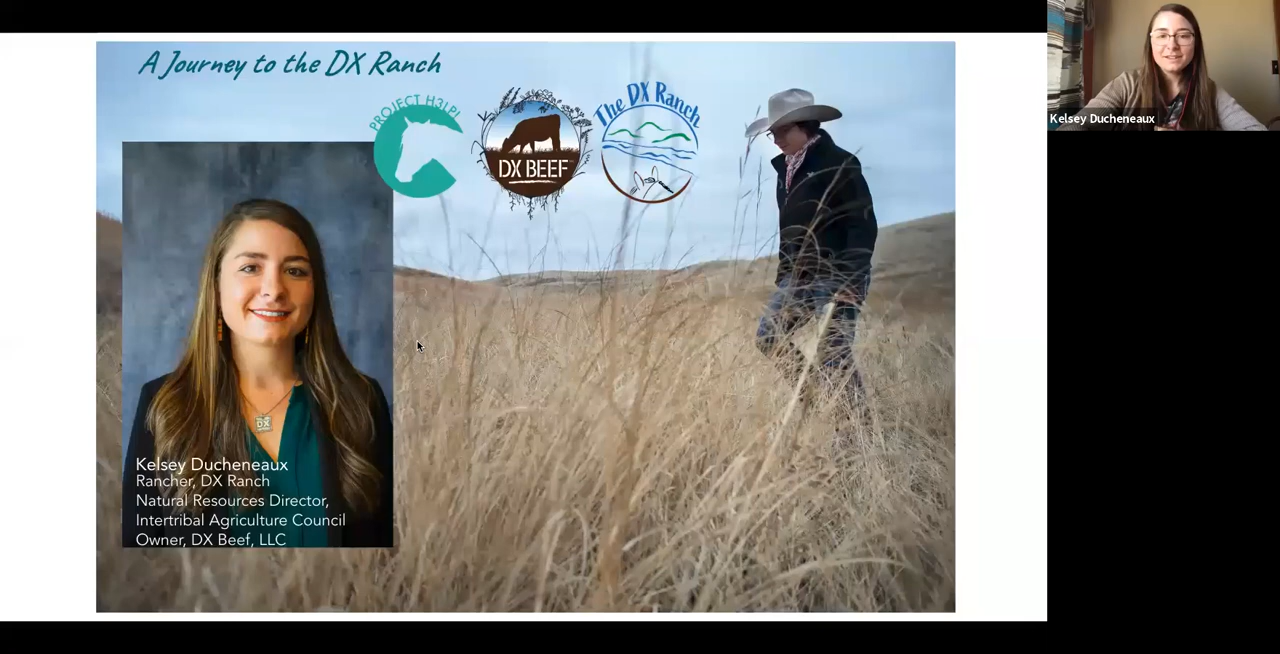 A Journey to the DX Ranch
PROJECT H3LP!
DX BEEF
The DX Ranch
Kelsey Ducheneaux
DX
Kelsey Ducheneaux
Rancher, DX Ranch
Natural Resources Director,
Intertribal Agriculture Council
Owner, DX Beef, LLC